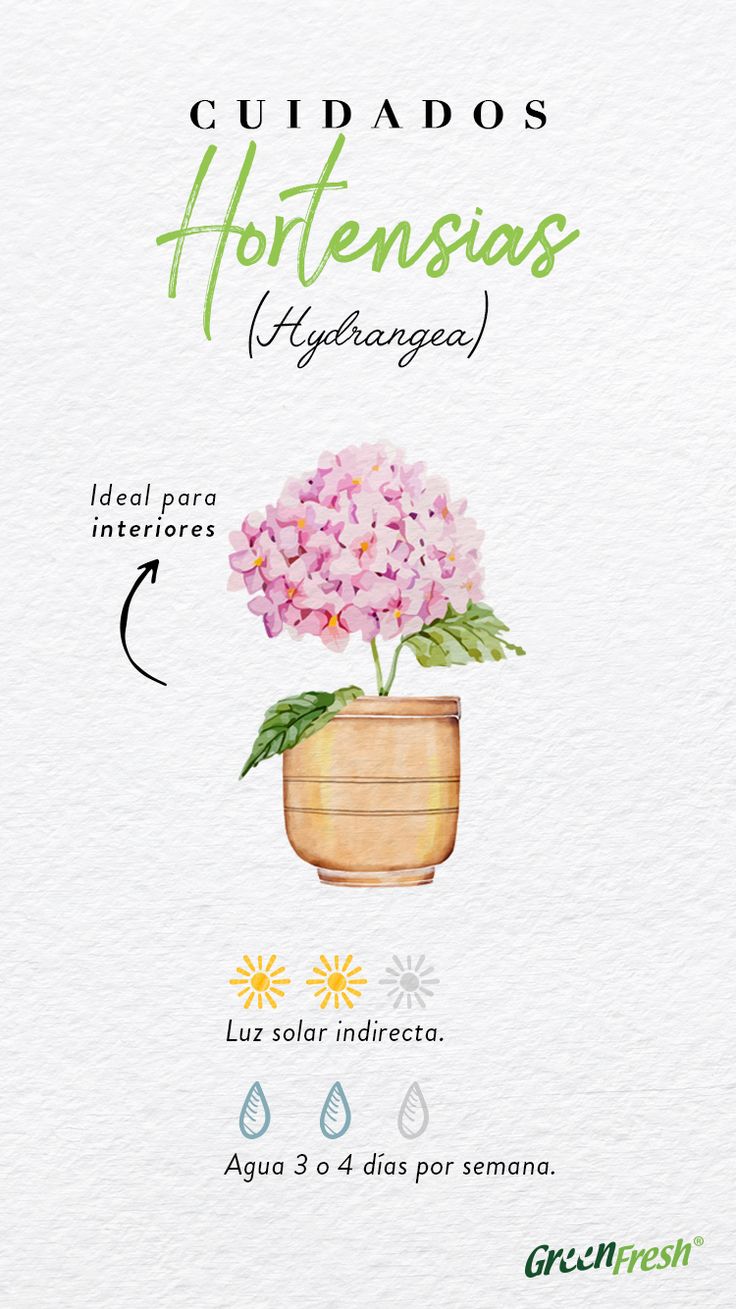 CUIDADOS
Hortensias
(Hydrangea)
Ideal para
interiores
Luz solar indirecta.
Agua 3 o 4 días por semana.
GreenFresh®